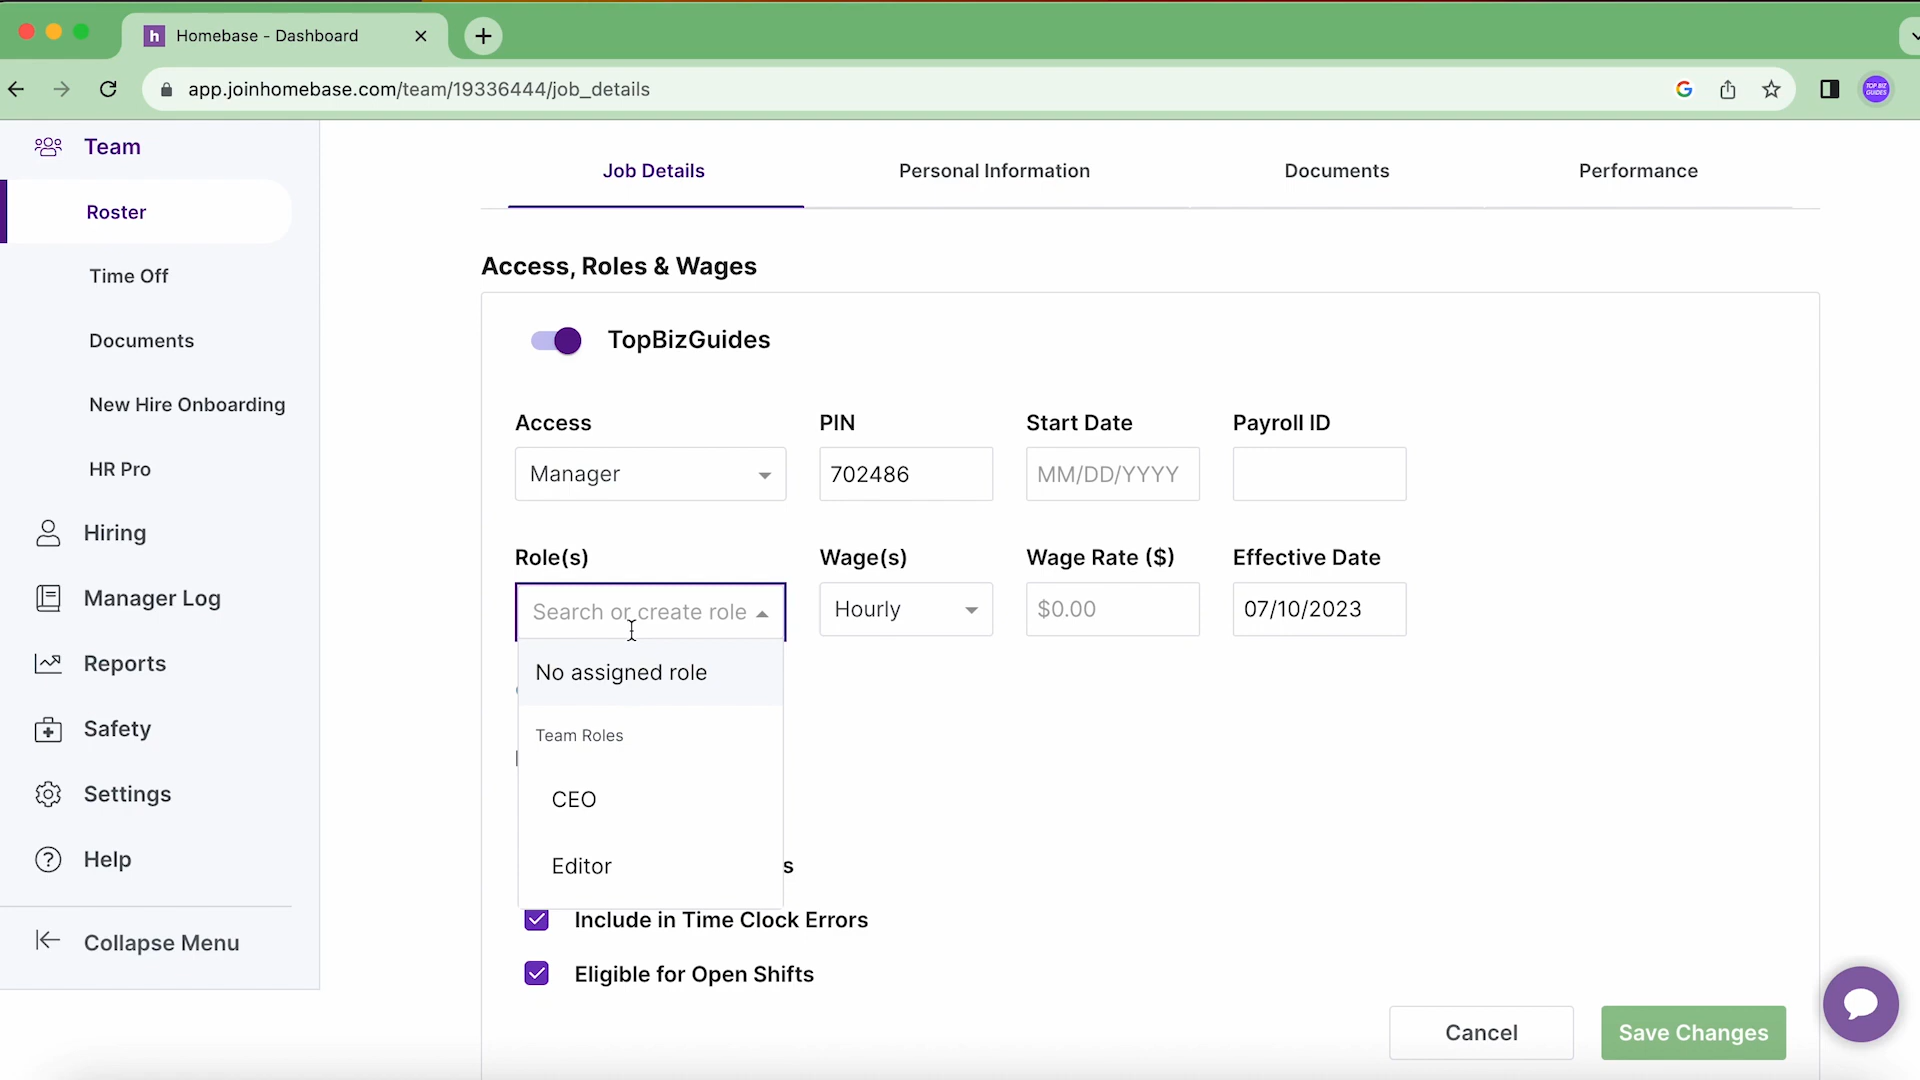 h Homebase - Dashboard
app.joinhomebase.com/team/19336444/job_details
TOP BIZ
GUIDES
Team
Roster
Time Off
Documents
New Hire Onboarding
HR Pro
Hiring
Manager Log
Reports
Safety
Settings
Help
Collapse Menu
Job Details Personal Information Documents Performance
Access, Roles & Wages
TopBizGuides
Access PIN Start Date Payroll ID
Manager 702486 MM/DD/YYYY
Role(s) Wage(s) Wage Rate ($) Effective Date
Search or create role Hourly $0.00 07/10/2023
No assigned role
Team Roles
CEO
Editor
Include in Time Clock Errors
Eligible for Open Shifts
Cancel Save Changes